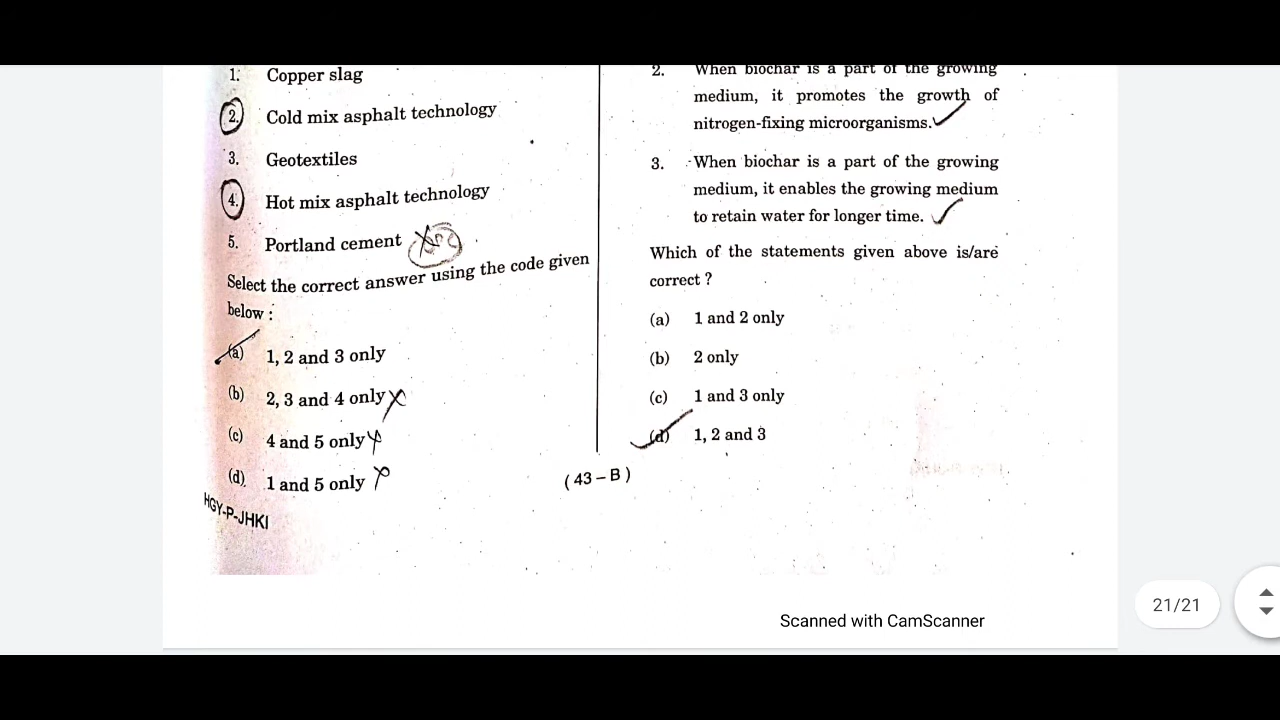 1. Copper slag
2. Cold mix asphalt technology
3. Geotextiles
4. Hot mix asphalt technology
5. Portland cement
Select the correct answer using the code given
below :
(a) 1, 2 and 3 only
(b) 2, 3 and 4 only
(c) 4 and 5 only
(d) 1 and 5 only
HGY-P-JHKI
2. When biochar is a part of the growing
medium, it promotes the growth of
nitrogen-fixing microorganisms.
3. When biochar is a part of the growing
medium, it enables the growing medium
to retain water for longer time.
Which of the statements given above is/are
correct ?
(a) 1 and 2 only
(b) 2 only
(c) 1 and 3 only
(d) 1, 2 and 3
( 43 – B )
21/21
Scanned with CamScanner